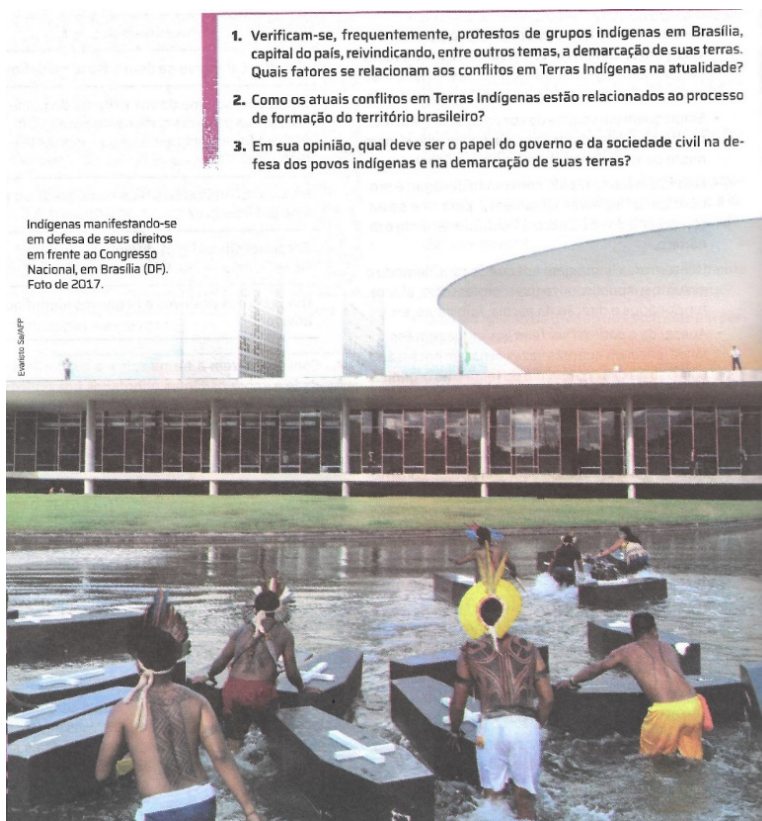 1. Verificam-se, frequentemente, protestos de grupos indígenas em Brasília,
capital do país, reivindicando, entre outros temas, a demarcação de suas terras.
Quais fatores se relacionam aos conflitos em Terras Indígenas na atualidade?
2. Como os atuais conflitos em Terras Indígenas estão relacionados ao processo
de formação do território brasileiro?
3. Em sua opinião, qual deve ser o papel do governo e da sociedade civil na de-
fesa dos povos indígenas e na demarcação de suas terras?
Indígenas manifestando-se
em defesa de seus direitos
em frente ao Congresso
Nacional, em Brasília (DF).
Foto de 2017.
Evaristo Sa/AFP